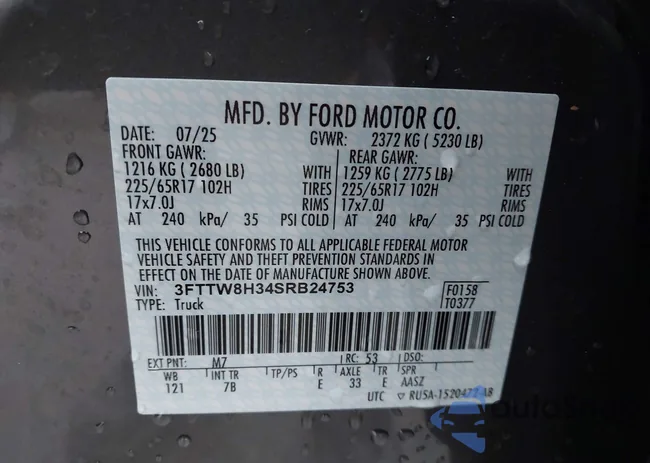 MFD. BY FORD MOTOR CO.
DATE: 07/25 GVWR: 2372 KG ( 5230 LB)
FRONT GAWR: REAR GAWR:
1216 KG ( 2680 LB) WITH 1259 KG ( 2775 LB) WITH
225/65R17 102H TIRES 225/65R17 102H TIRES
17x7.0J RIMS 17x7.0J RIMS
AT 240 kPa/ 35 PSI COLD AT 240 kPa/ 35 PSI COLD
THIS VEHICLE CONFORMS TO ALL APPLICABLE FEDERAL MOTOR
VEHICLE SAFETY AND THEFT PREVENTION STANDARDS IN
EFFECT ON THE DATE OF MANUFACTURE SHOWN ABOVE.
VIN: 3FTTW8H34SRB24753 F0158
TYPE: Truck T0377
EXT PNT: M7 RC: 53 DSO:
WB INT TR TP/PS R AXLE TR SPR
121 7B E 33 E AASZ
UTC